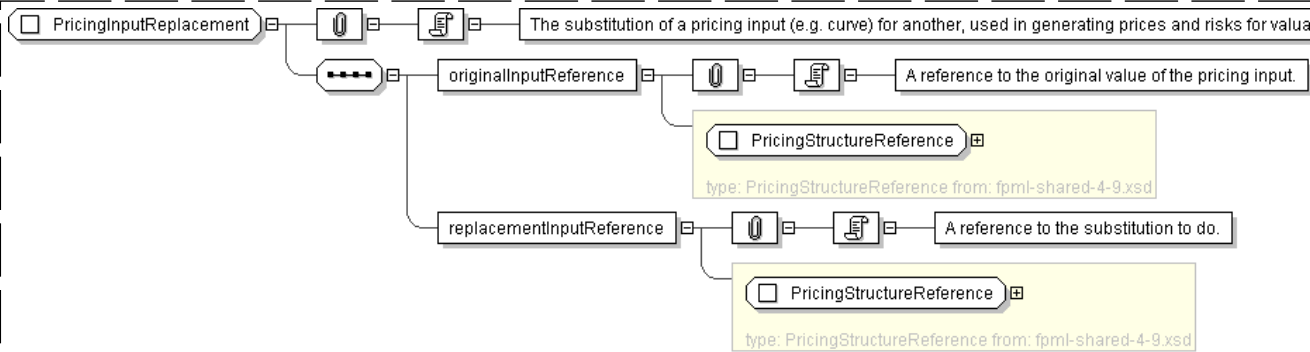 PricingInputReplacement
The substitution of a pricing input (e.g. curve) for another, used in generating prices and risks for
originalInputReference
A reference to the original value of the pricing input.
PricingStructureReference
type: PricingStructureReference from: fpml-shared-4-9.xsd
replacementInputReference
A reference to the substitution to do.
PricingStructureReference
type: PricingStructureReference from: fpml-shared-4-9.xsd